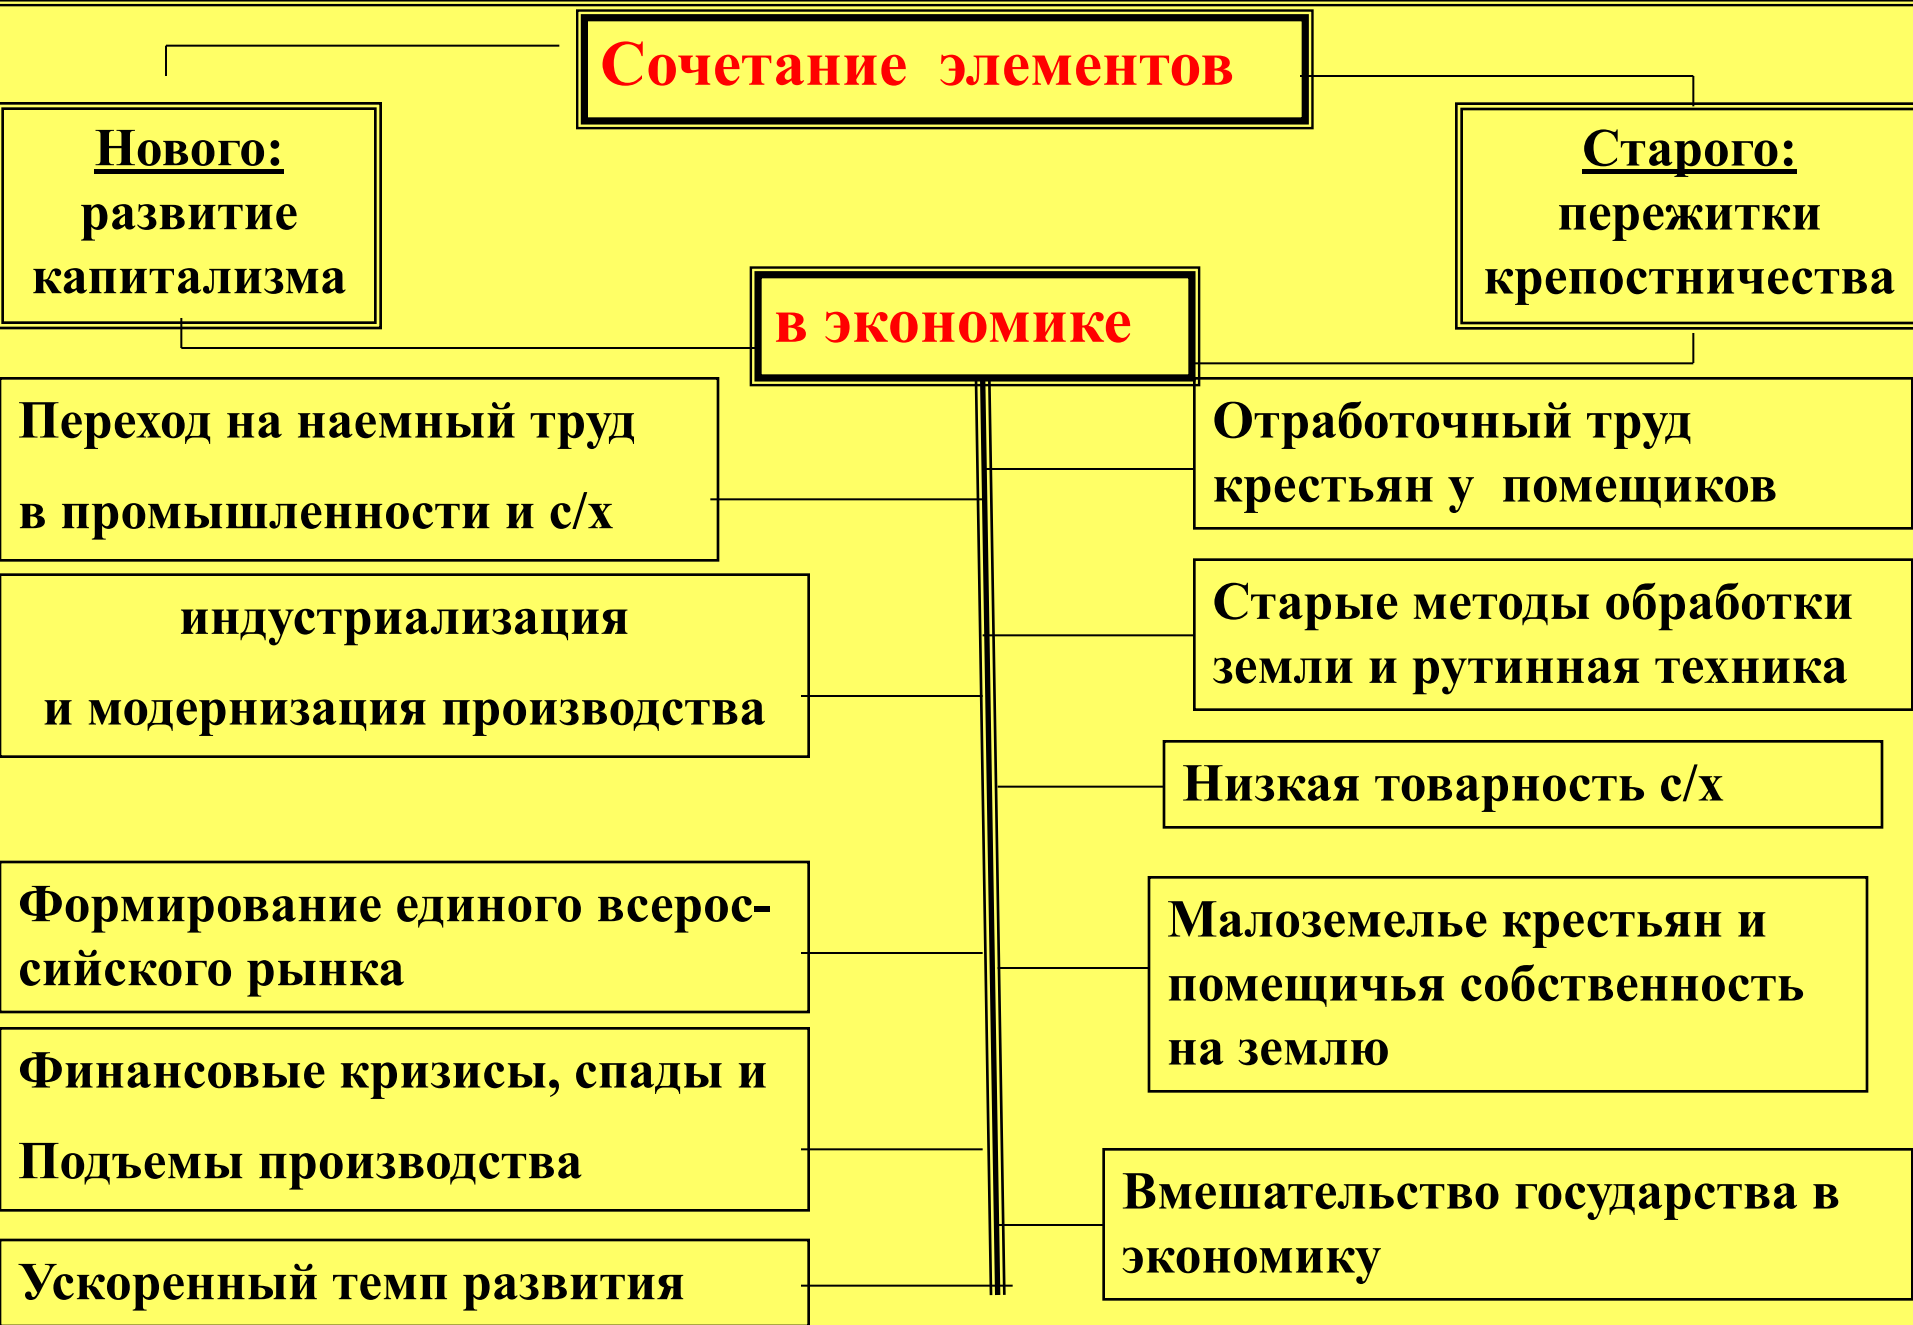 Сочетание элементов
Нового:
развитие
капитализма
Старого:
пережитки
крепостничества
в экономике
Переход на наемный труд
в промышленности и с/х
индустриализация
и модернизация производства
Формирование единого всерос-
сийского рынка
Финансовые кризисы, спады и
Подъемы производства
Ускоренный темп развития
Отработочный труд
крестьян у помещиков
Старые методы обработки
земли и рутинная техника
Низкая товарность с/х
Малоземелье крестьян и
помещичья собственность
на землю
Вмешательство государства в
экономику